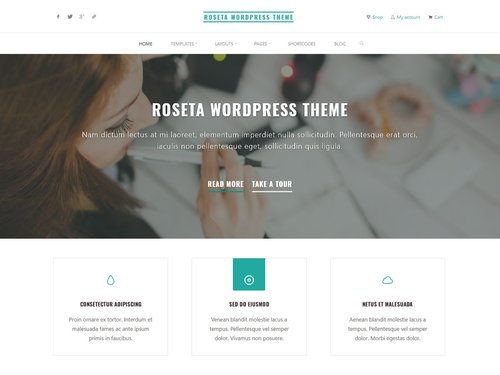 ROSETA WORDPRESS THEME
Shop
My account
Cart
HOME
TEMPLATES
LAYOUTS
PAGES
SHORTCODES
BLOG
ROSETA WORDPRESS THEME
Nam dictum lectus at mi laoreet, elementum imperdiet nulla sollicitudin. Pellentesque erat orci,
iaculis non pellentesque eget, sollicitudin quis ligula.
READ MORE
TAKE A TOUR
CONSETECTUR ADIPISCING
Proin ornare ex tortor. Interdum et
malesuada fames ac ante ipsum
primis in faucibus.
SED DO EIUSMOD
Aenean blandit molestie lacus a
tempus. Pellentesque vel semper
dolor. Vivamus non posuere.
NETUS ET MALESUADA
Aenean blandit molestie lacus a
tempus. Pellentesque vel semper
dolor. Morbi egestas dolor.